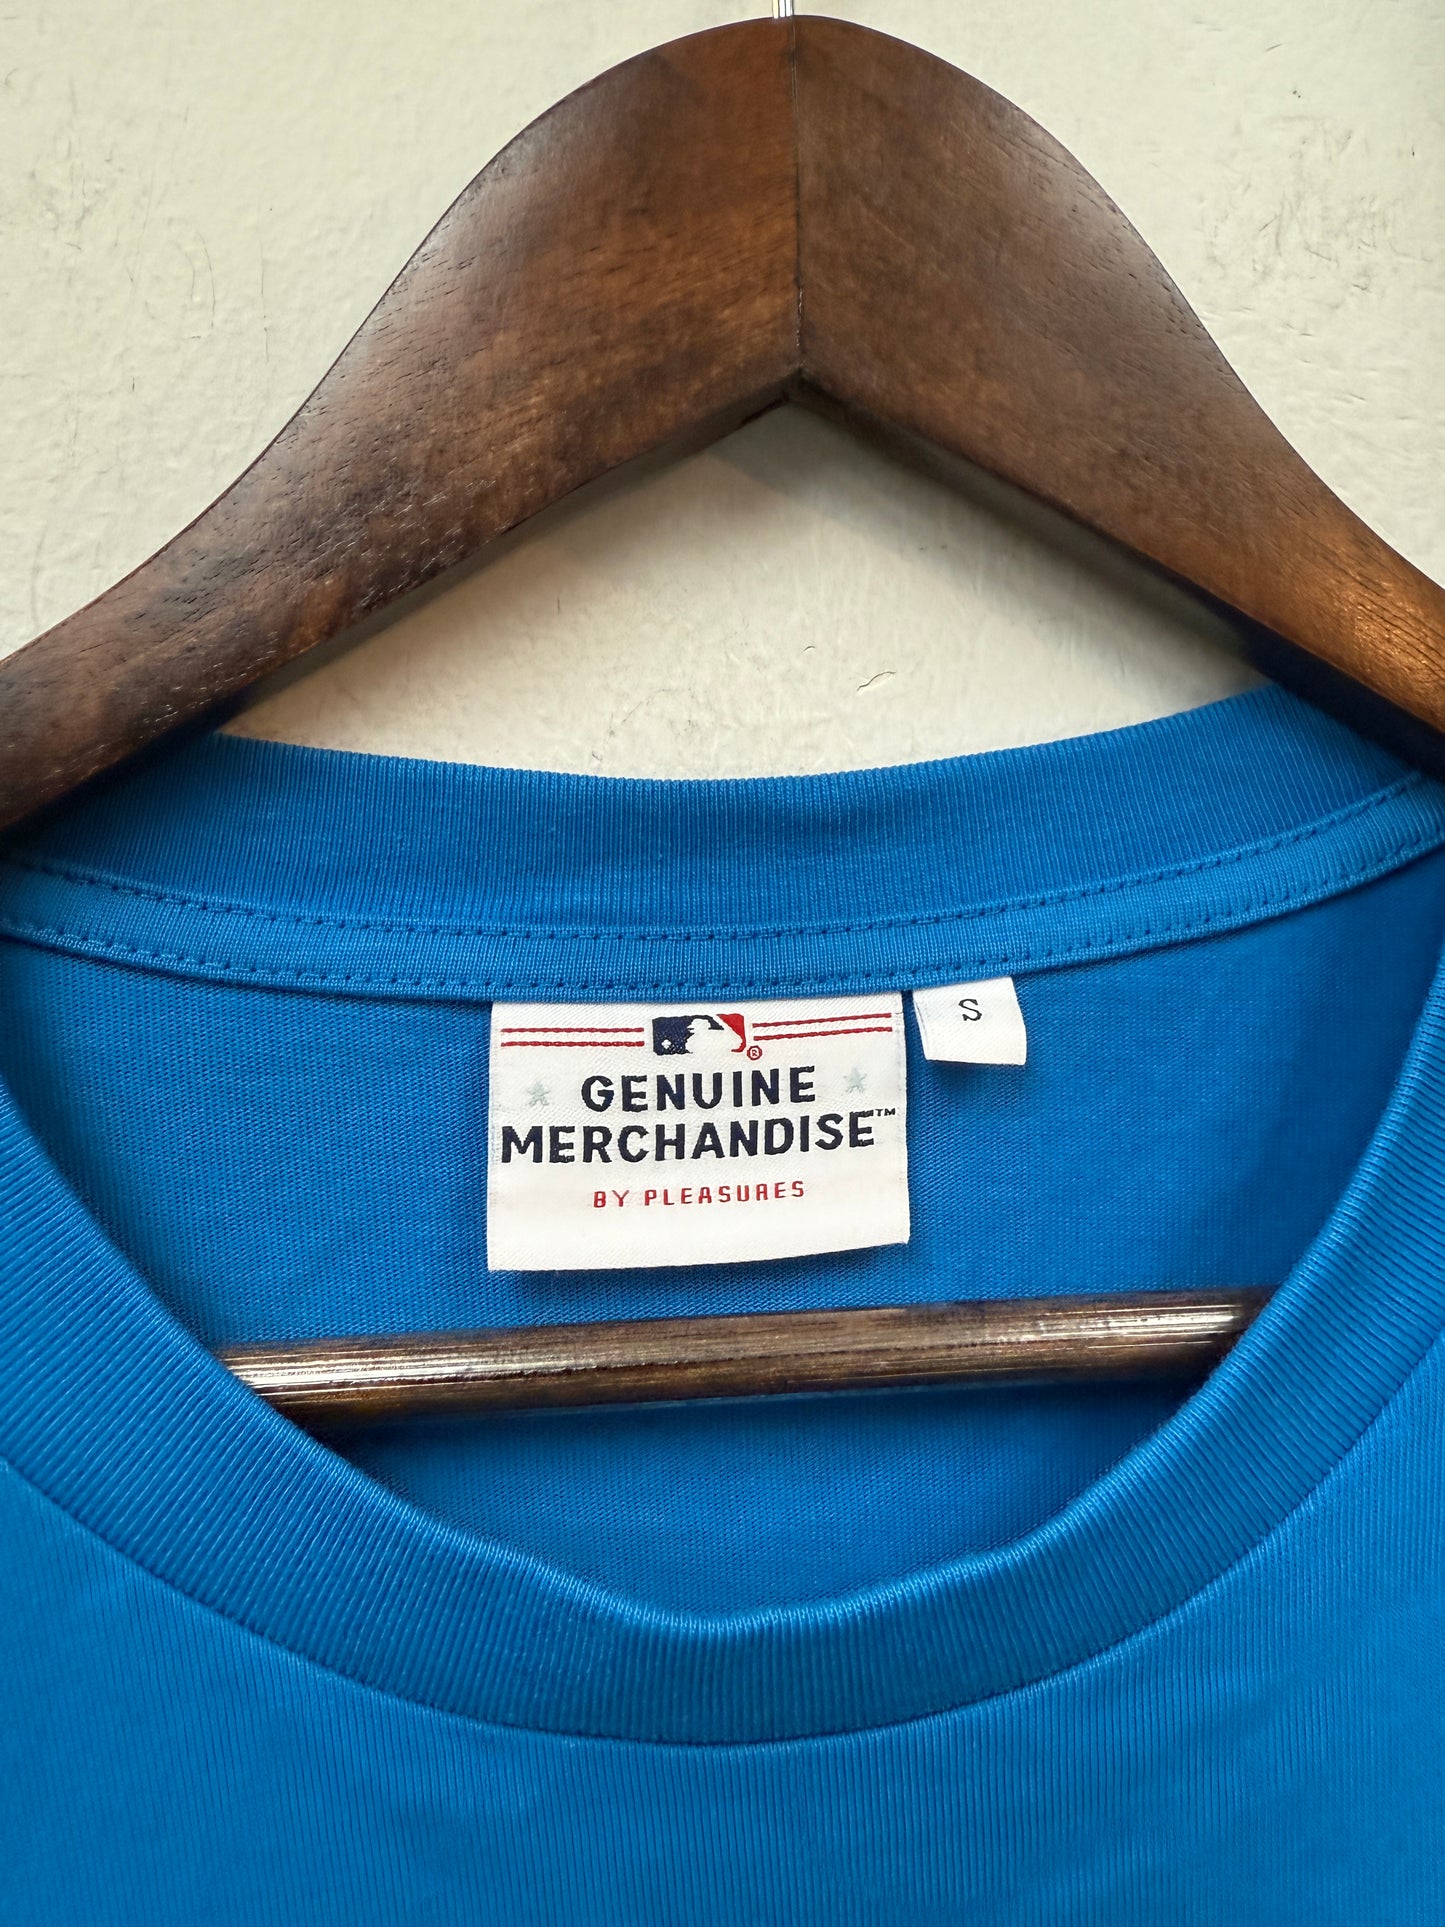 ®
GENUINE
MERCHANDISE™
BY PLEASURES
S